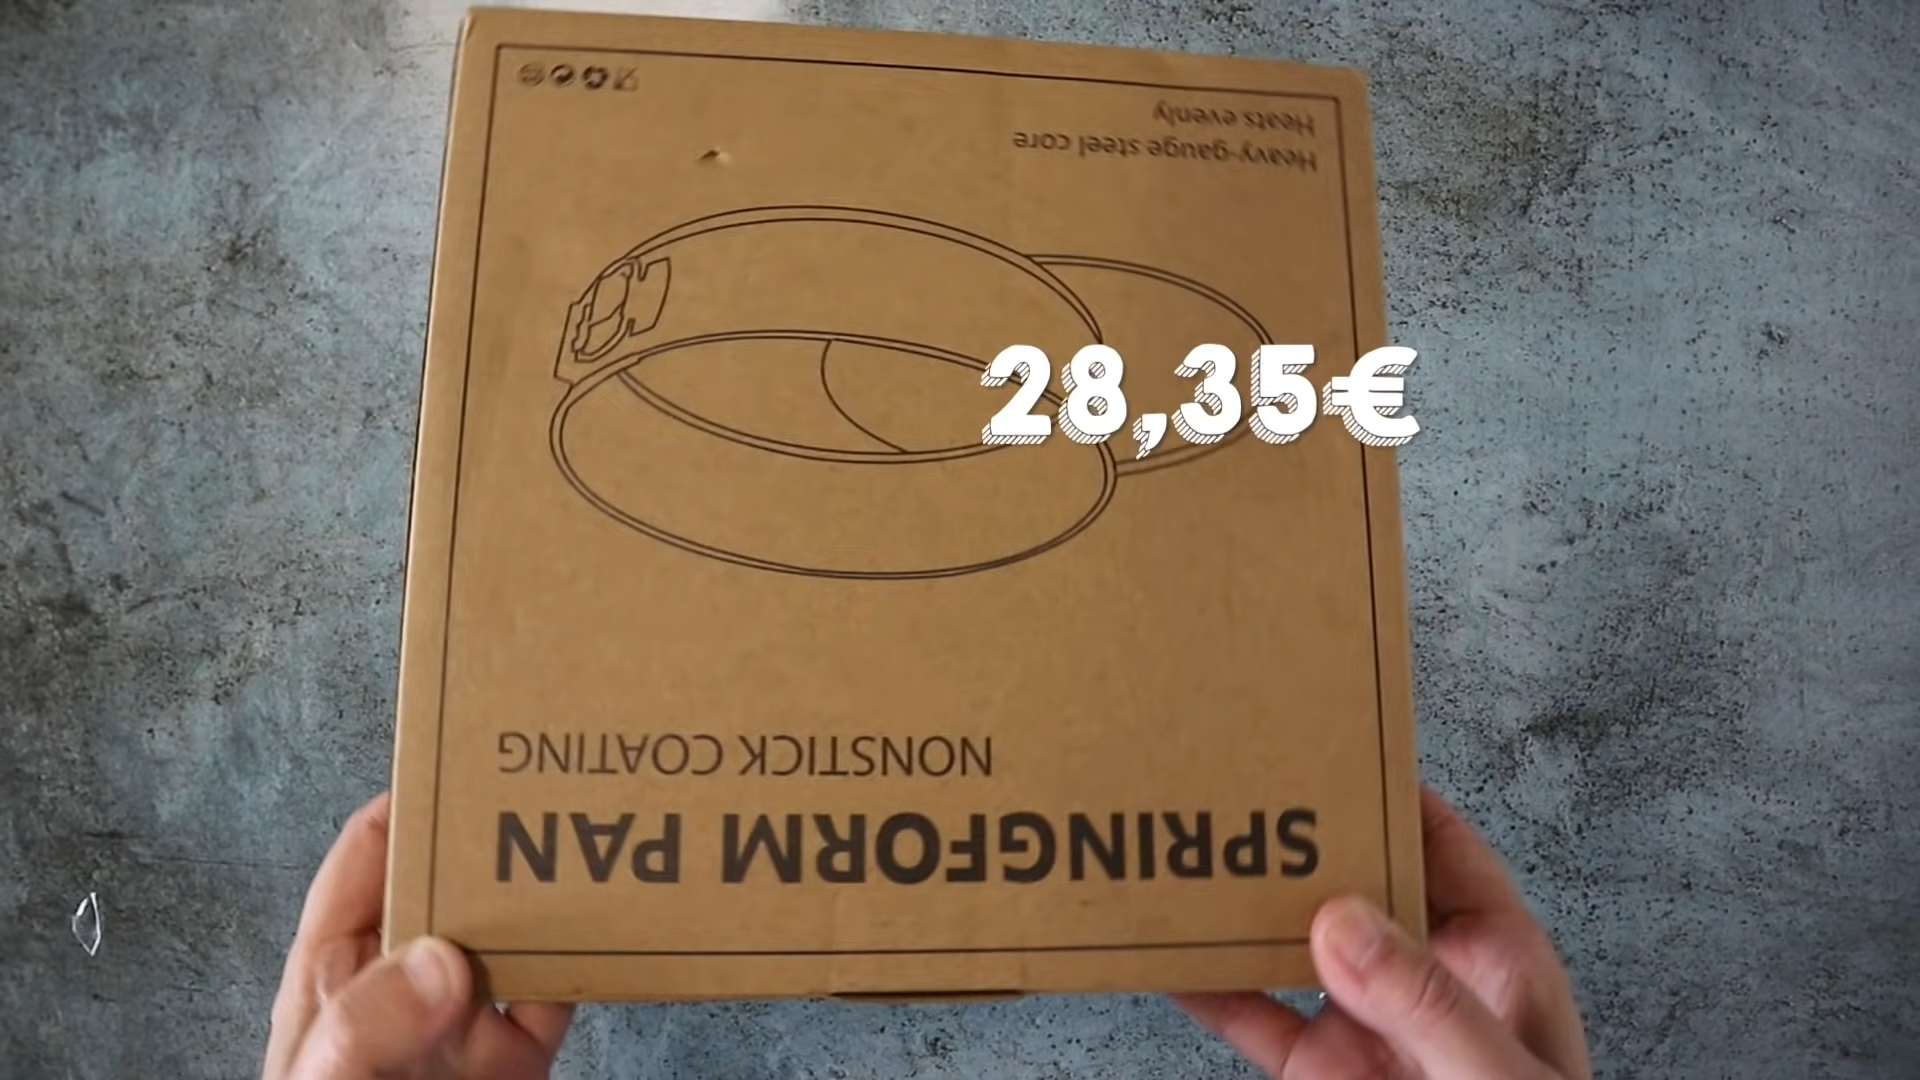 SPRINGFORM PAN
NONSTICK COATING
28,35€
Heavy-gauge steel core
Heats evenly